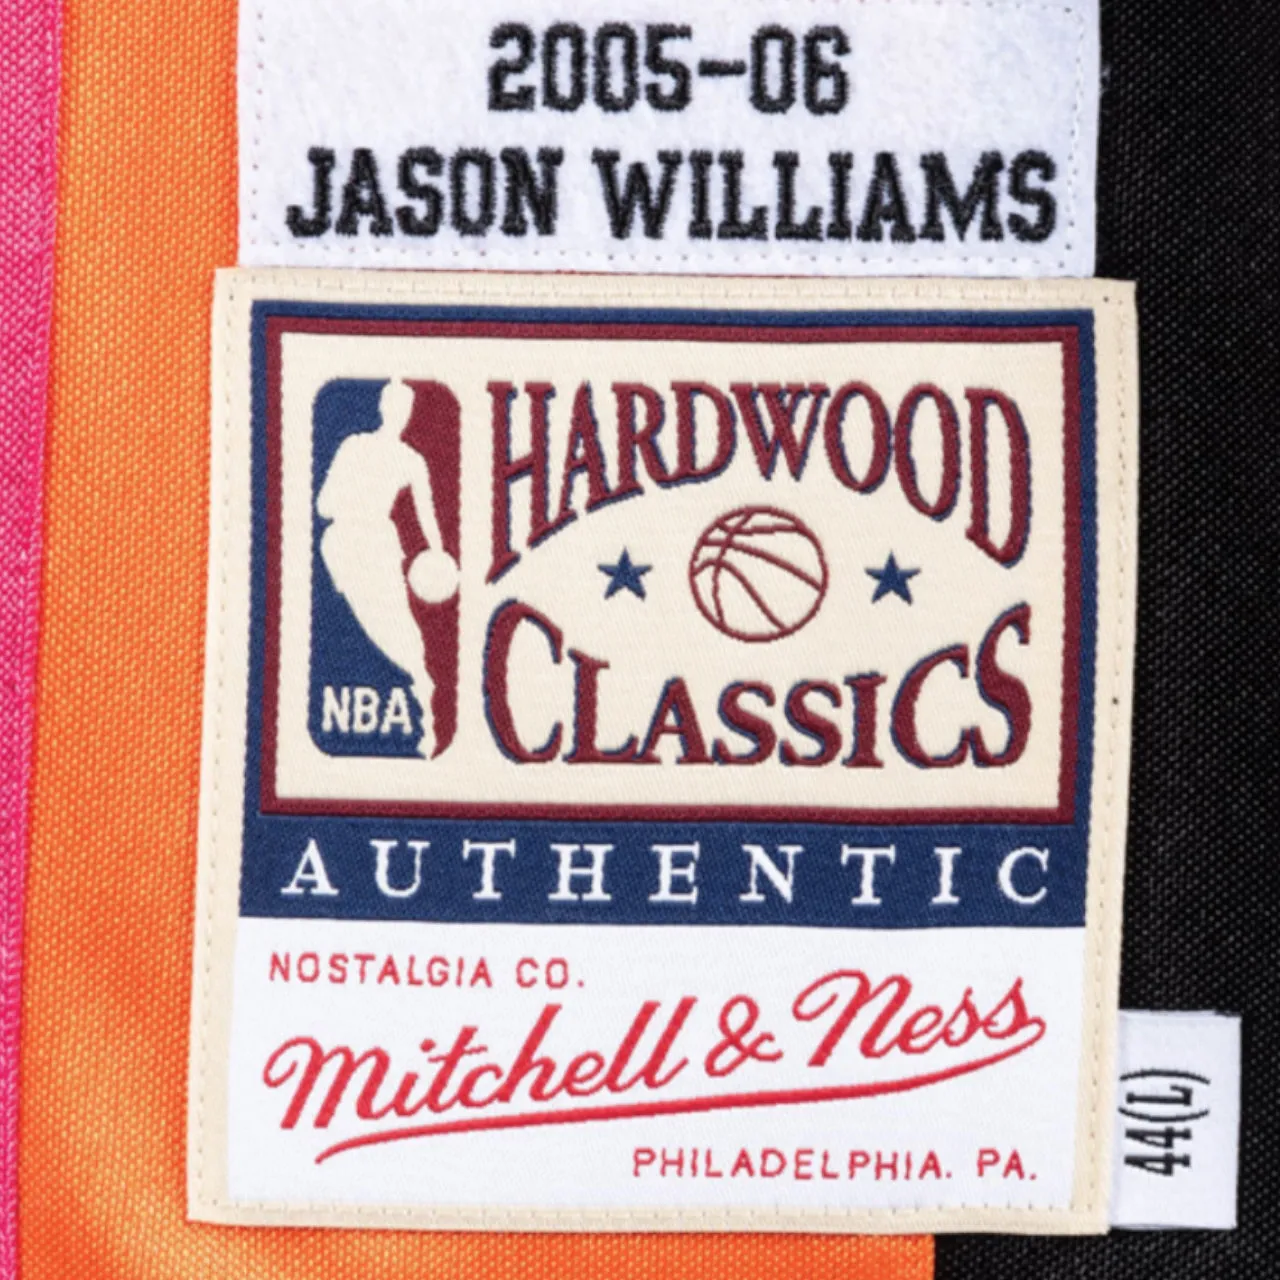 2005-06
JASON WILLIAMS
HARDWOOD
CLASSICS
NBA
AUTHENTIC
NOSTALGIA CO.
Mitchell & Ness
PHILADELPHIA. PA.
44(L)